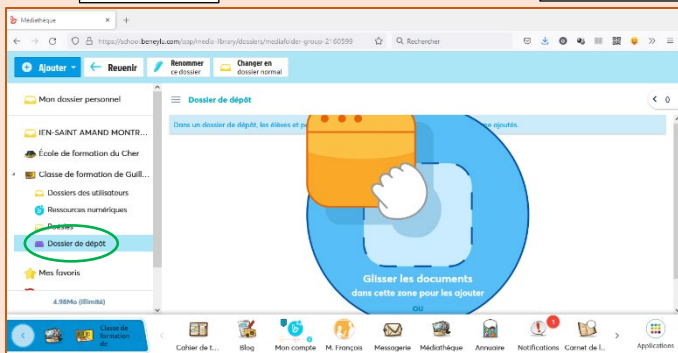 Médiathèque
https://school.beneylu.com/app/media-library/dossiers/mediafolder-group-2160599
Rechercher
Ajouter
Revenir
Renommer
ce dossier
Changer en
dossier normal
Mon dossier personnel
Dossier de dépôt
0
Dans un dossier de dépôt, les élèves et
ajoutés.
IEN-SAINT AMAND MONTR...
École de formation du Cher
Classe de formation de Guill...
Dossiers des utilisateurs
Ressources numériques
Poésies
Dossier de dépôt
Mes favoris
4.98Mo (illimité)
Glisser les documents
dans cette zone pour les ajouter
OU
Classe de
formation
de
Cahier de t...
Blog
Mon compte
M. François
Messagerie
Médiathèque
Annuaire
Notifications
1
Carnet de l...
Applications